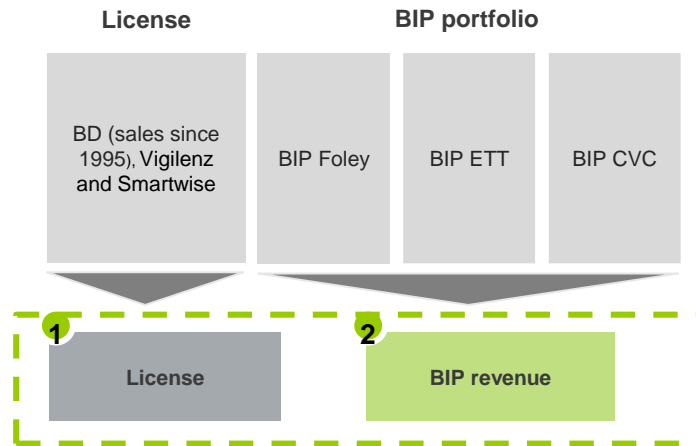 License
BIP portfolio
BD (sales since
1995), Vigilenz
and Smartwise
BIP Foley
BIP ETT
BIP CVC
1
License
2
BIP revenue